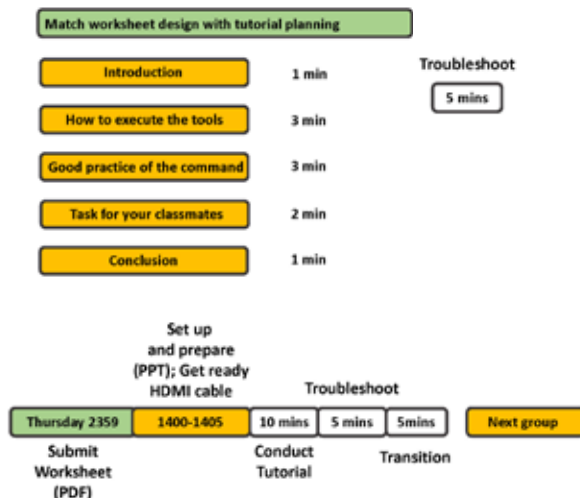 Match worksheet design with tutorial planning
Introduction
1 min
How to execute the tools
3 min
Good practice of the command
3 min
Task for your classmates
2 min
Conclusion
1 min
Troubleshoot
5 mins
Set up
and prepare
(PPT); Get ready
HDMI cable
Troubleshoot
Thursday 2359
1400-1405
10 mins
5 mins
5mins
Next group
Submit
Worksheet
(PDF)
Conduct
Tutorial
Transition